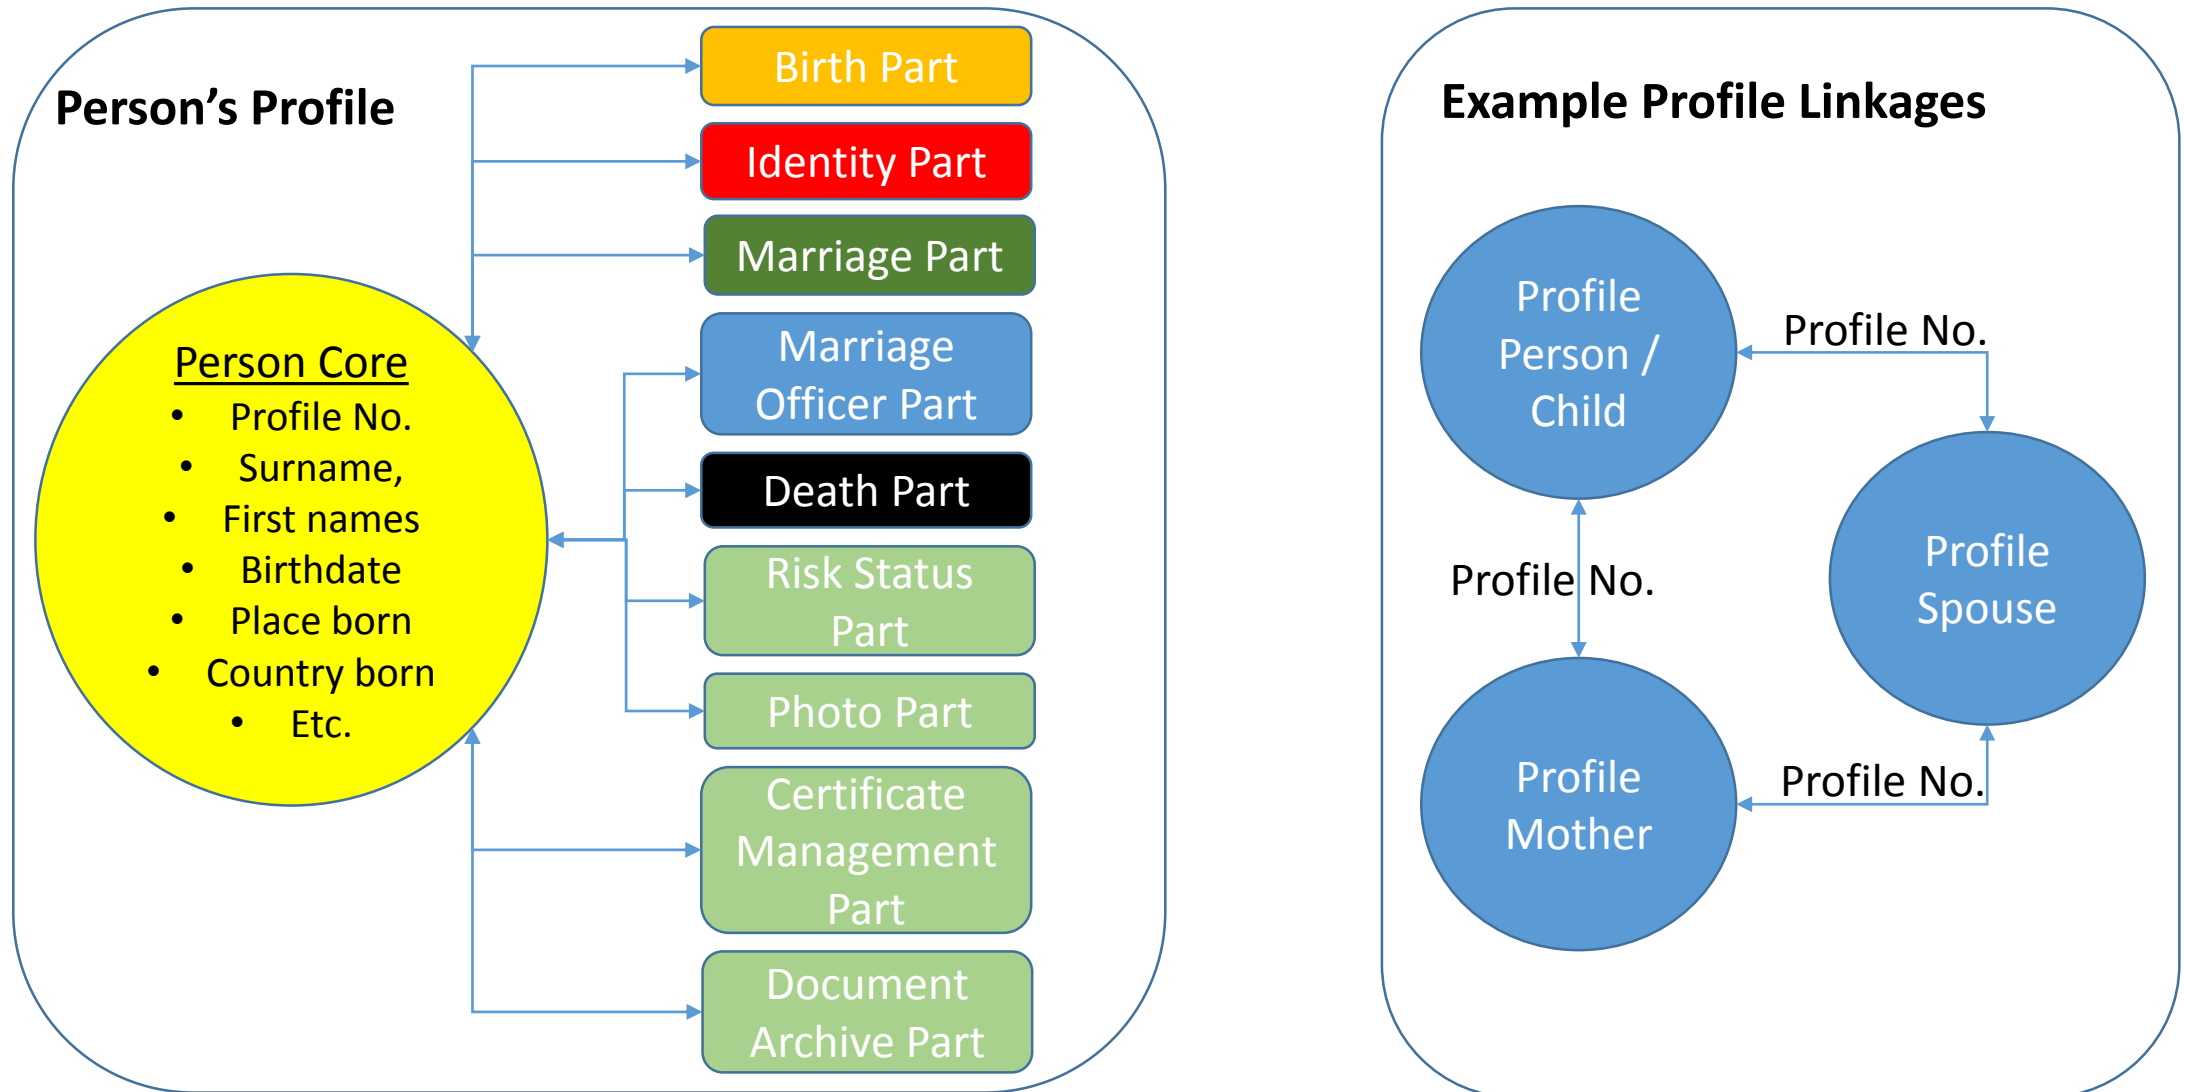 Person’s Profile
Person Core
• Profile No.
• Surname,
• First names
• Birthdate
• Place born
• Country born
• Etc.
Birth Part
Identity Part
Marriage Part
Marriage
Officer Part
Death Part
Risk Status
Part
Photo Part
Certificate
Management
Part
Document
Archive Part
Example Profile Linkages
Profile
Person /
Child
Profile No.
Profile No.
Profile
Spouse
Profile
Mother
Profile No.